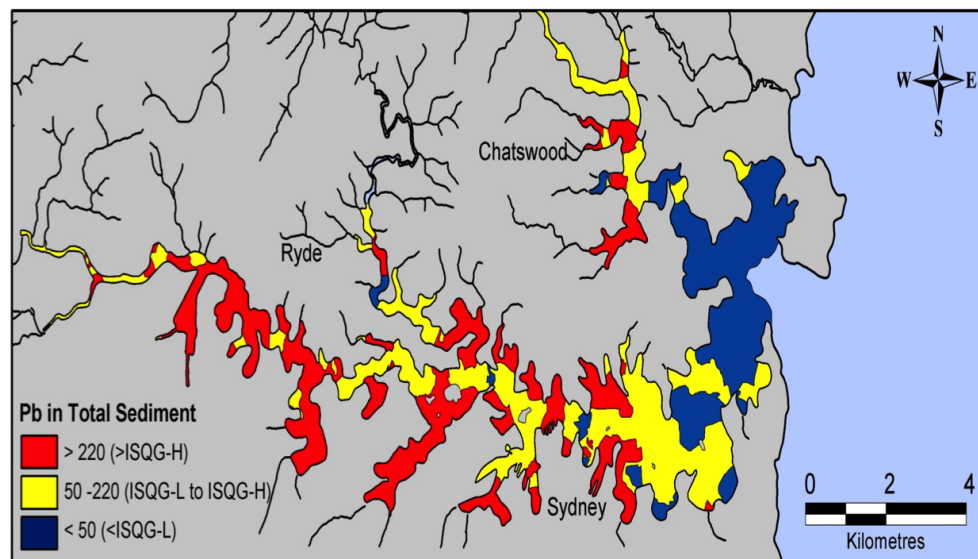 N
W E
S
Chatswood
Ryde
Pb in Total Sediment
> 220 (>ISQG-H)
50 -220 (ISQG-L to ISQG-H)
< 50 (<ISQG-L)
Sydney
0 2 4
Kilometres